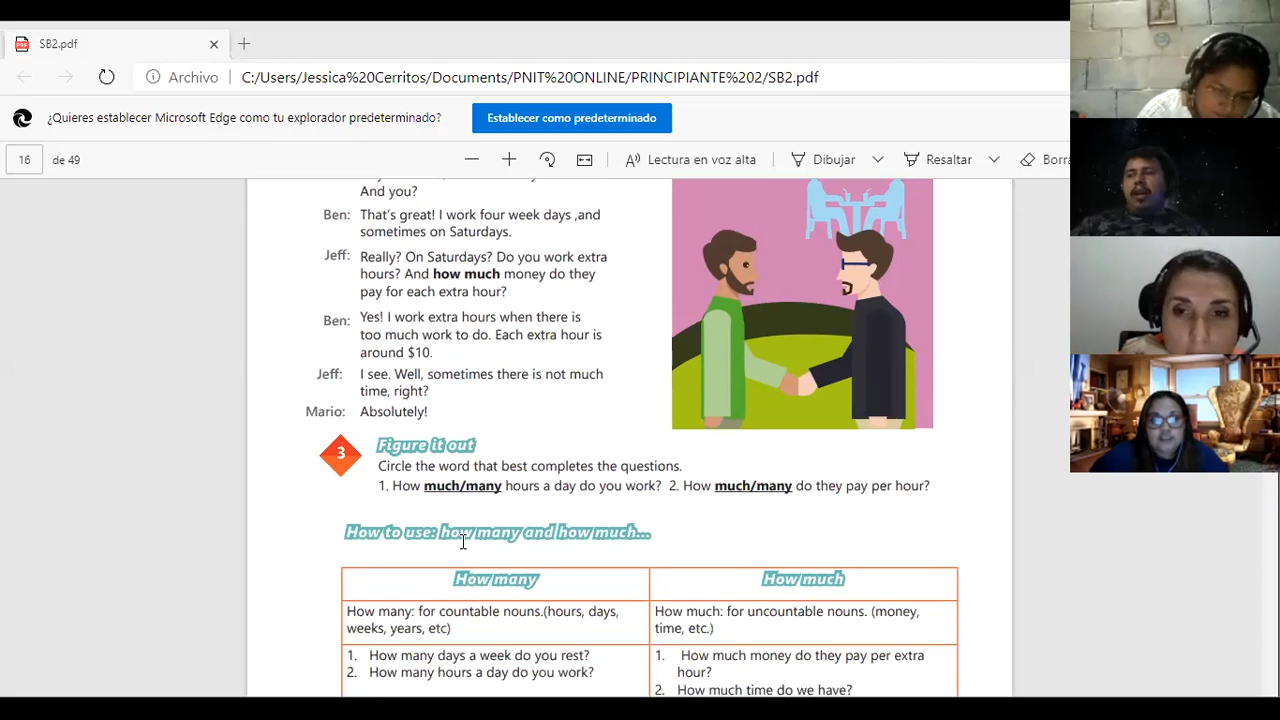 SB2.pdf
Archivo C:/Users/Jessica%20Cerritos/Documents/PNIT%20ONLINE/PRINCIPIANTE%202/SB2.pdf
¿Quieres establecer Microsoft Edge como tu explorador predeterminado? Establecer como predeterminado
16 de 49 Lectura en voz alta Dibujar Resaltar Borra
And you?
Ben: That's great! I work four week days ,and
sometimes on Saturdays.
Jeff: Really? On Saturdays? Do you work extra
hours? And how much money do they
pay for each extra hour?
Ben: Yes! I work extra hours when there is
too much work to do. Each extra hour is
around $10.
Jeff: I see. Well, sometimes there is not much
time, right?
Mario: Absolutely!
3 Figure it out
Circle the word that best completes the questions.
1. How much/many hours a day do you work? 2. How much/many do they pay per hour?
How to use: how many and how much...
How many How much
How many: for countable nouns.(hours, days,
weeks, years, etc)
How much: for uncountable nouns. (money,
time, etc.)
1. How many days a week do you rest?
2. How many hours a day do you work?
1. How much money do they pay per extra
hour?
2. How much time do we have?